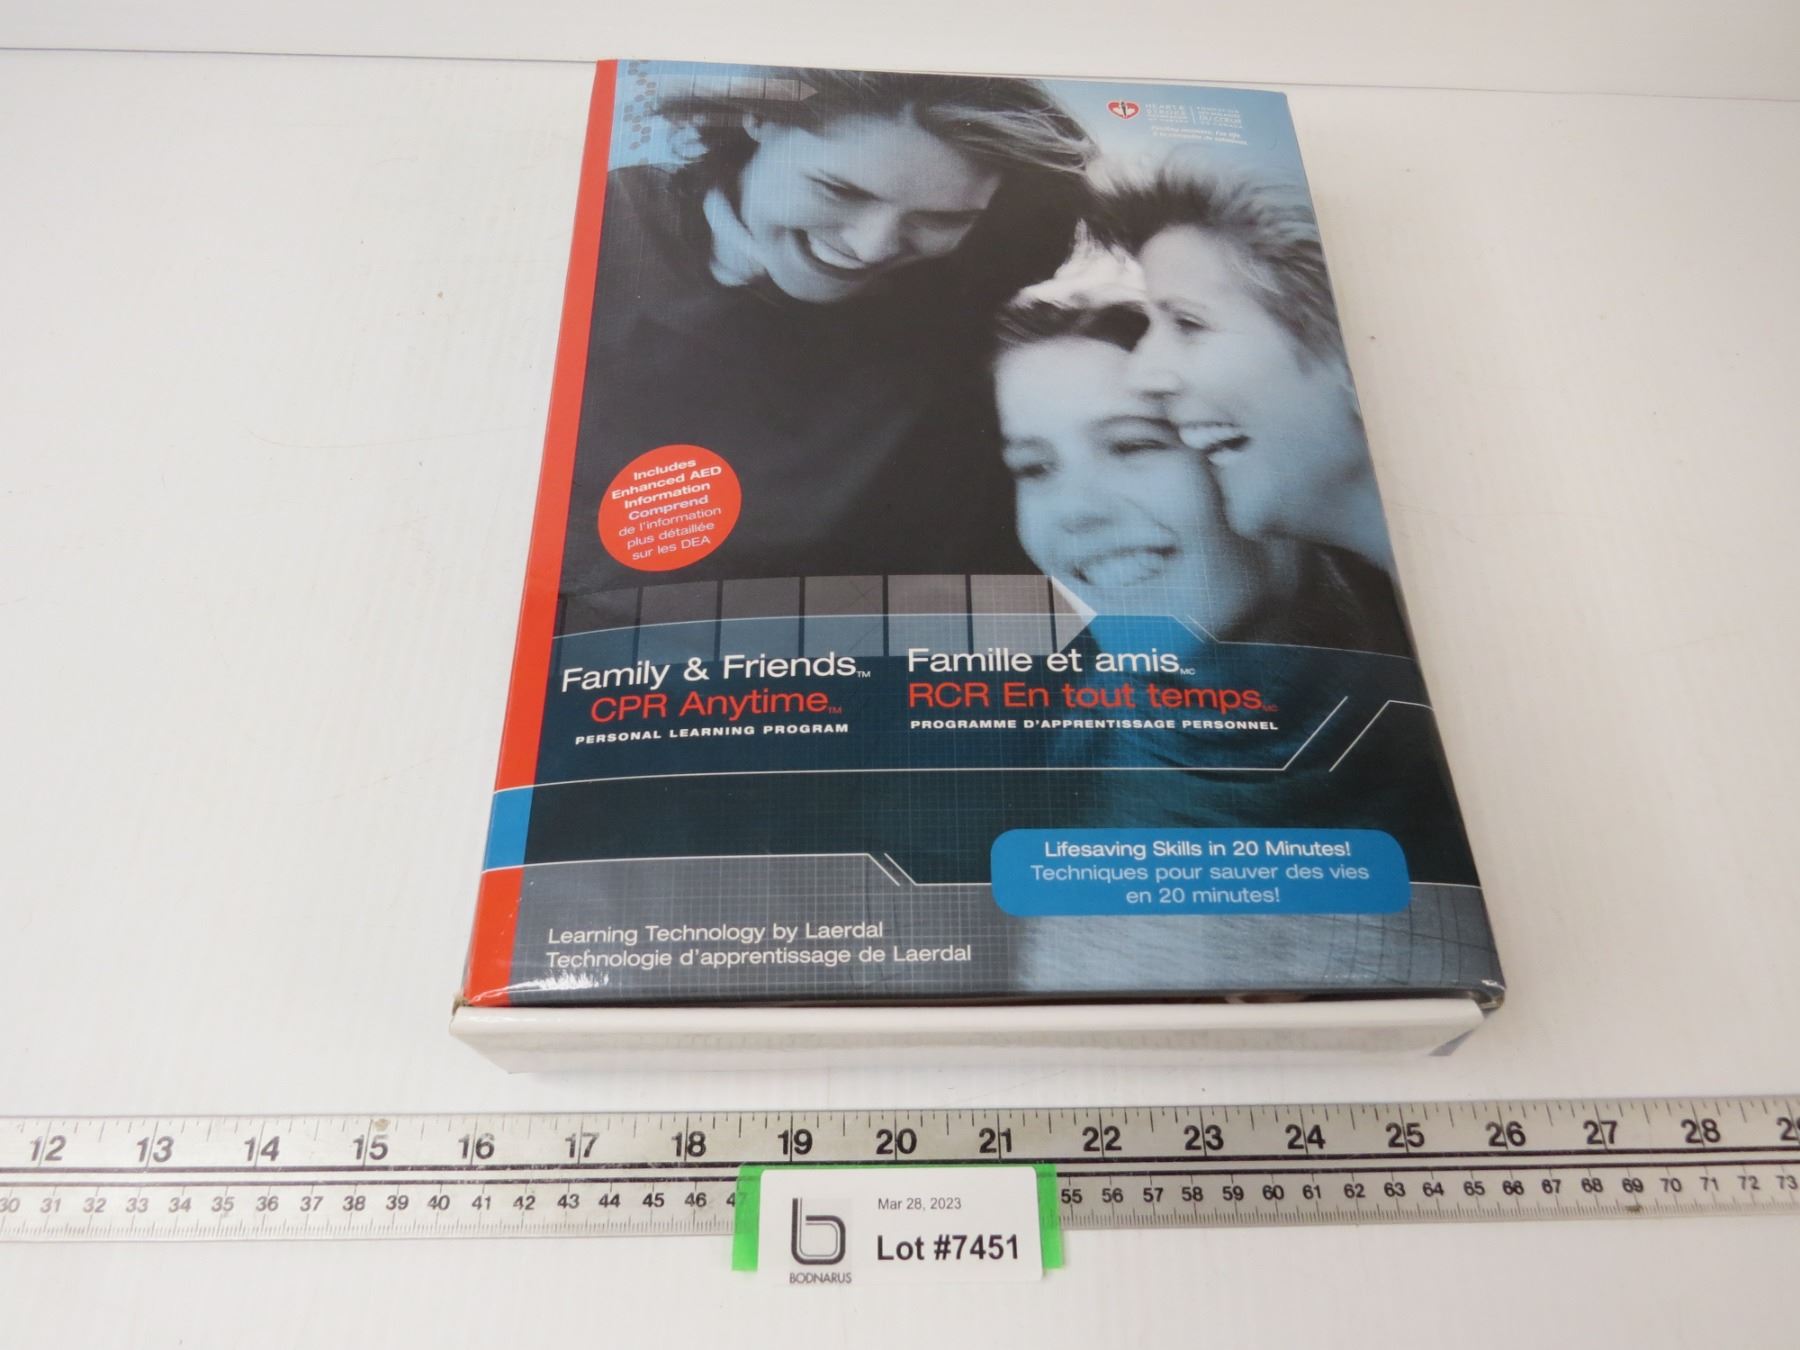 HEART &
STROKE
FONDATION
DU CŒUR
Includes
Enhanced AED
Information
Comprend
de l'information
plus détaillée
sur les DEA
Family & Friends™
CPR Anytime™
PERSONAL LEARNING PROGRAM
Famille et amis MC
RCR En tout temps MC
PROGRAMME D'APPRENTISSAGE PERSONNEL
Lifesaving Skills in 20 Minutes!
Techniques pour sauver des vies
en 20 minutes!
Learning Technology by Laerdal
Technologie d'apprentissage de Laerdal
12 13 14 15 16 17 18 19 20 21 22 23 24 25 26 27 28
30 31 32 33 34 35 36 37 38 39 40 41 42 43 44 45 46 47 55 56 57 58 59 60 61 62 63 64 65 66 67 68 69 70 71 72 73
Mar 28, 2023
Lot #7451
BODNARUS